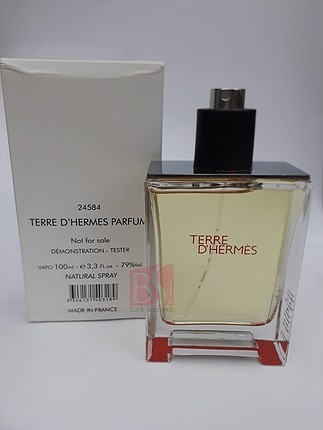 24584
TERRE D'HERMES PARFUM
Not for sale
DÉMONSTRATION - TESTER
VAPO 100ml - e 3,3 fl.oz - 79%Vol
NATURAL SPRAY
MADE IN FRANCE
TERRE
D'HERMÈS
BS